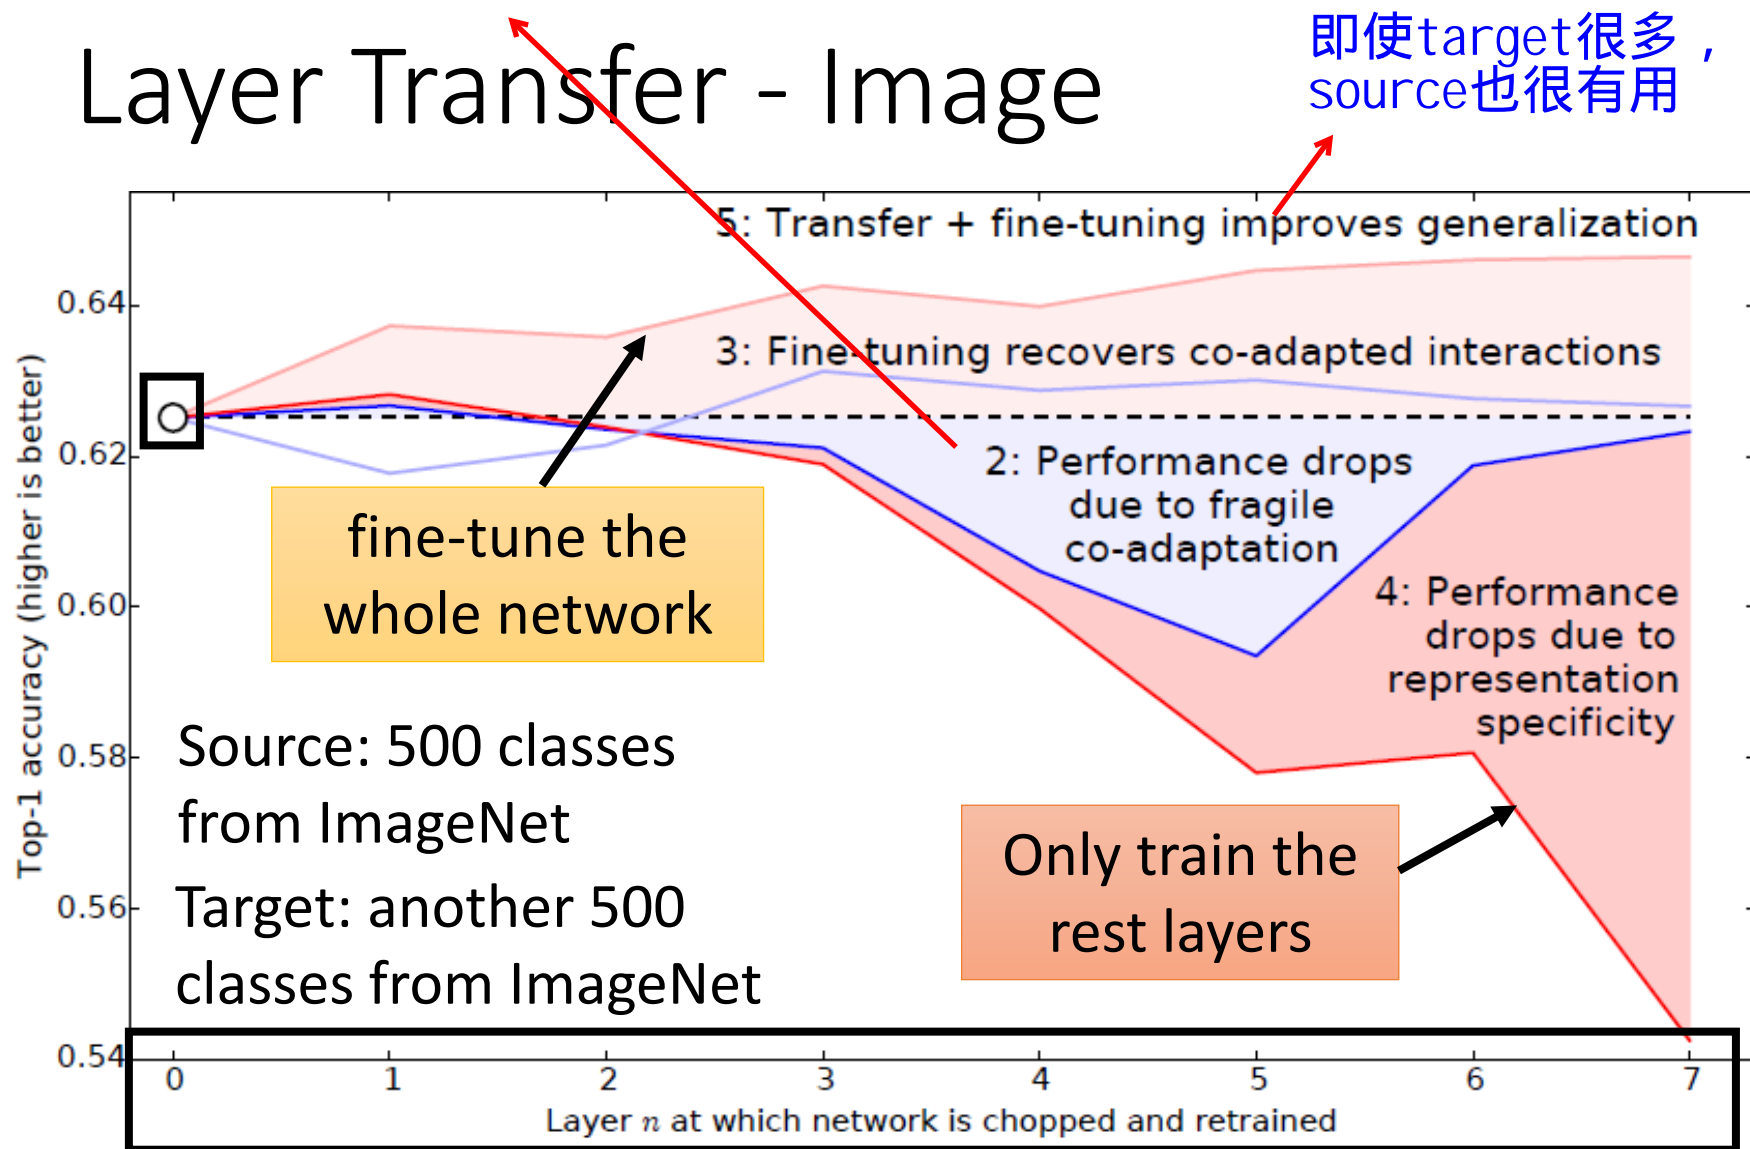 Layer Transfer - Image
即使target很多，
source也很有用
5: Transfer + fine-tuning improves generalization
3: Fine-tuning recovers co-adapted interactions
2: Performance drops
due to fragile
co-adaptation
4: Performance
drops due to
representation
specificity
fine-tune the
whole network
Source: 500 classes
from ImageNet
Target: another 500
classes from ImageNet
Only train the
rest layers
Top-1 accuracy (higher is better)
0.64
0.62
0.60
0.58
0.56
0.54
0 1 2 3 4 5 6 7
Layer n at which network is chopped and retrained